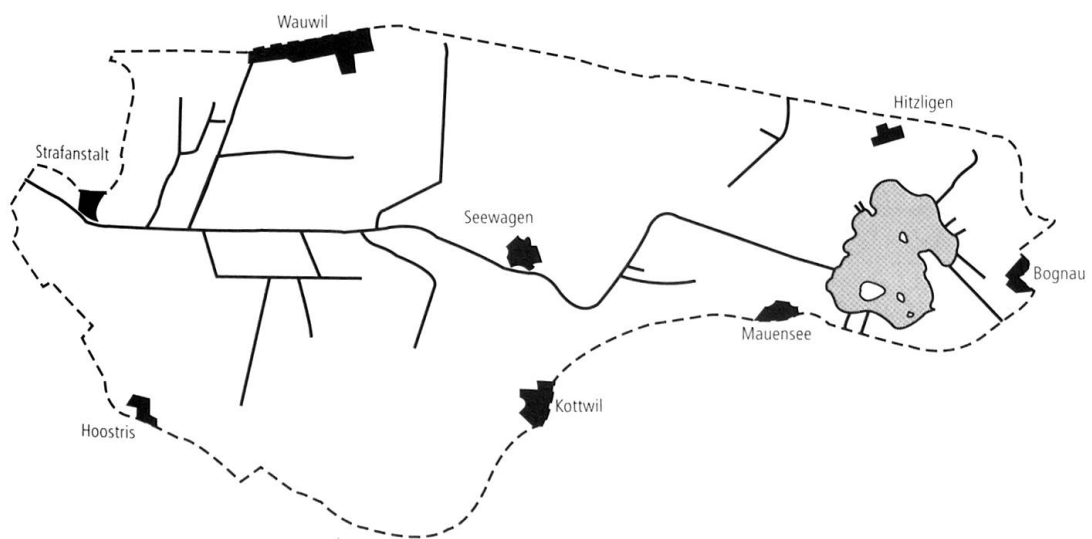 Wauwil
Hitzligen
Strafanstalt
Seewagen
Bognau
Mauensee
Kottwil
Hoostris